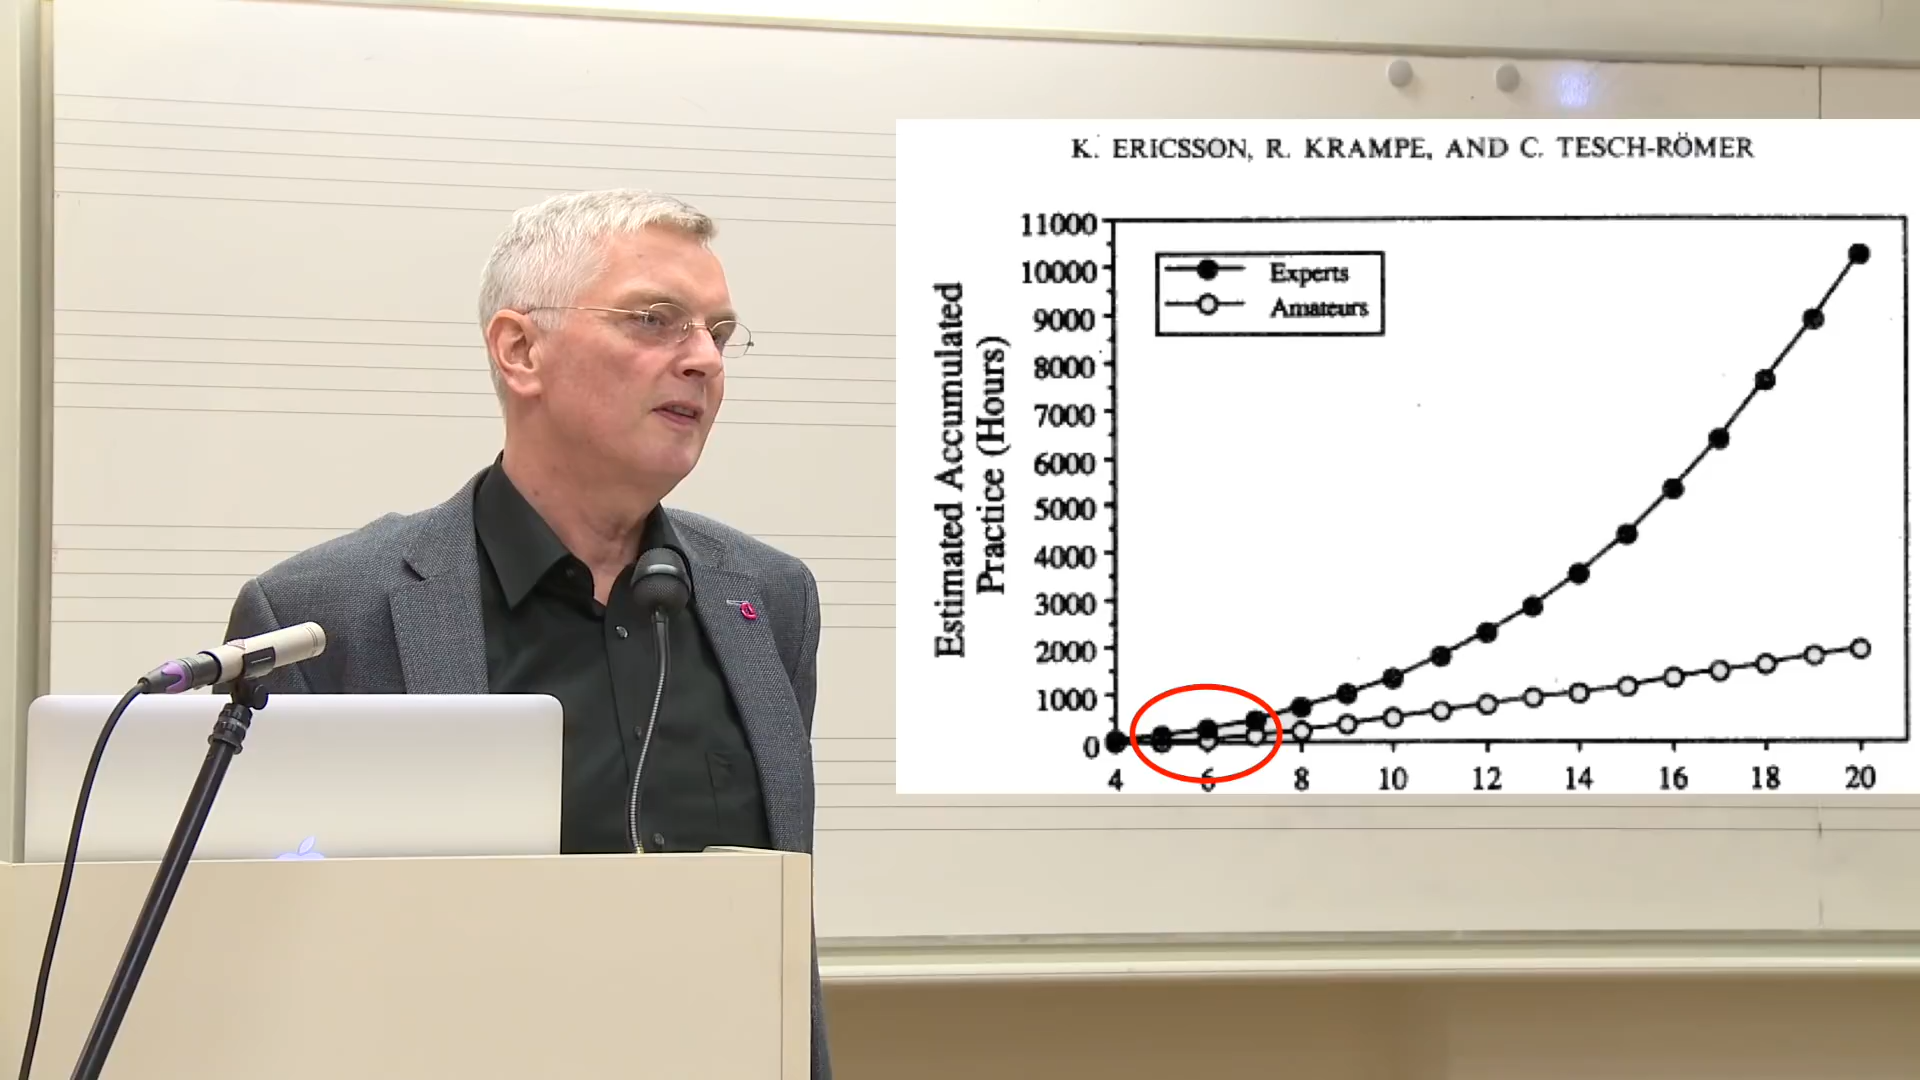 K. ERICSSON, R. KRAMPE, AND C. TESCH-RÖMER
11000
10000
9000
8000
7000
6000
5000
4000
3000
2000
1000
0
Estimated Accumulated
Practice (Hours)
Experts
Amateurs
4 6 8 10 12 14 16 18 20